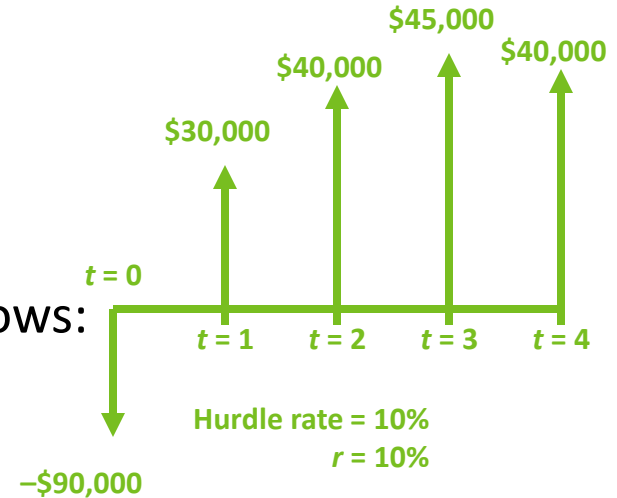 $45,000
$40,000
$40,000
$30,000
t = 0
ows:
t = 1
t = 2
t = 3
t = 4
Hurdle rate = 10%
r = 10%
–$90,000